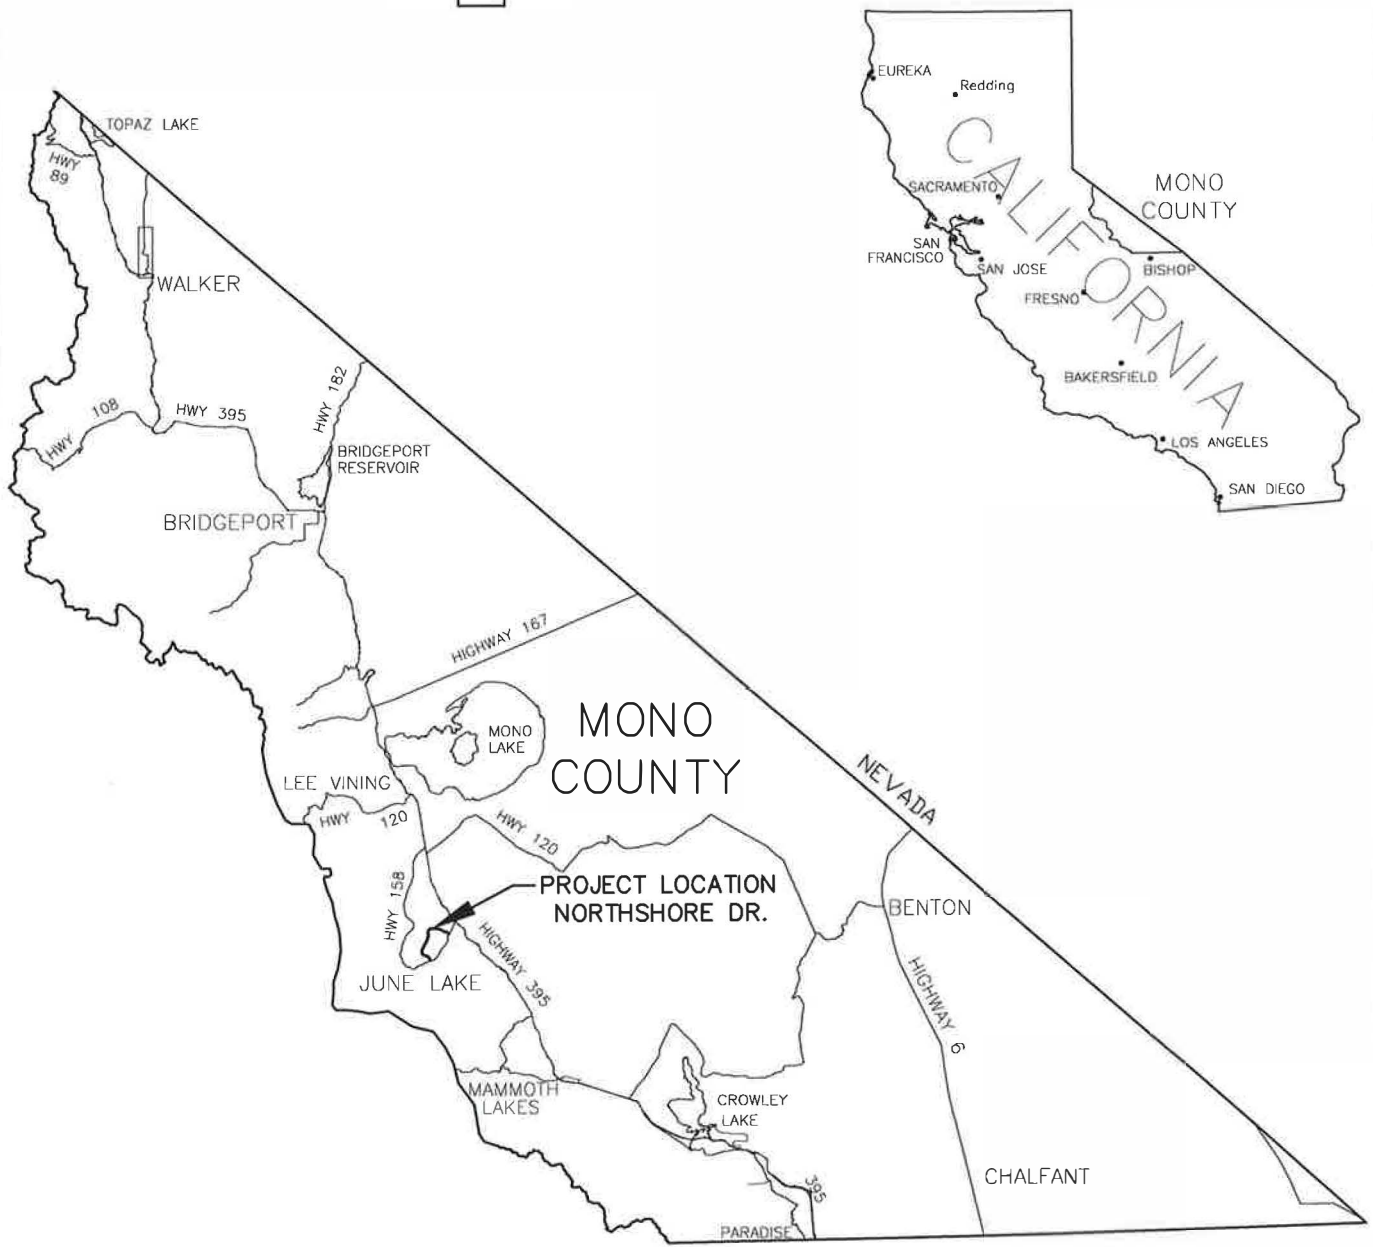 EUREKA
Redding
CALIFORNIA
SACRAMENTO
MONO
COUNTY
SAN
FRANCISCO
SAN JOSE
BISHOP
FRESNO
BAKERSFIELD
LOS ANGELES
SAN DIEGO
TOPAZ LAKE
HWY
89
WALKER
HWY 182
HWY 108
HWY 395
BRIDGEPORT
RESERVOIR
BRIDGEPORT
HIGHWAY 167
MONO
LAKE
MONO
COUNTY
NEVADA
LEE VINING
HWY 120
HWY 120
HWY 158
PROJECT LOCATION
NORTHSHORE DR.
BENTON
HIGHWAY 395
JUNE LAKE
HIGHWAY 6
MAMMOTH
LAKES
CROWLEY
LAKE
CHALFANT
395
PARADISE